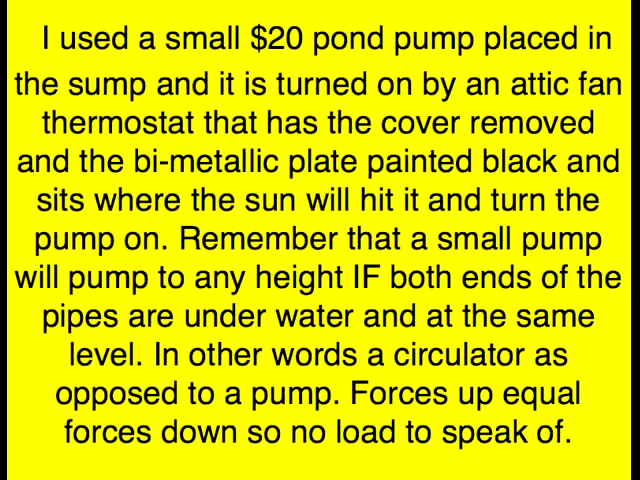 I used a small $20 pond pump placed in
the sump and it is turned on by an attic fan
thermostat that has the cover removed
and the bi-metallic plate painted black and
sits where the sun will hit it and turn the
pump on. Remember that a small pump
will pump to any height IF both ends of the
pipes are under water and at the same
level. In other words a circulator as
opposed to a pump. Forces up equal
forces down so no load to speak of.